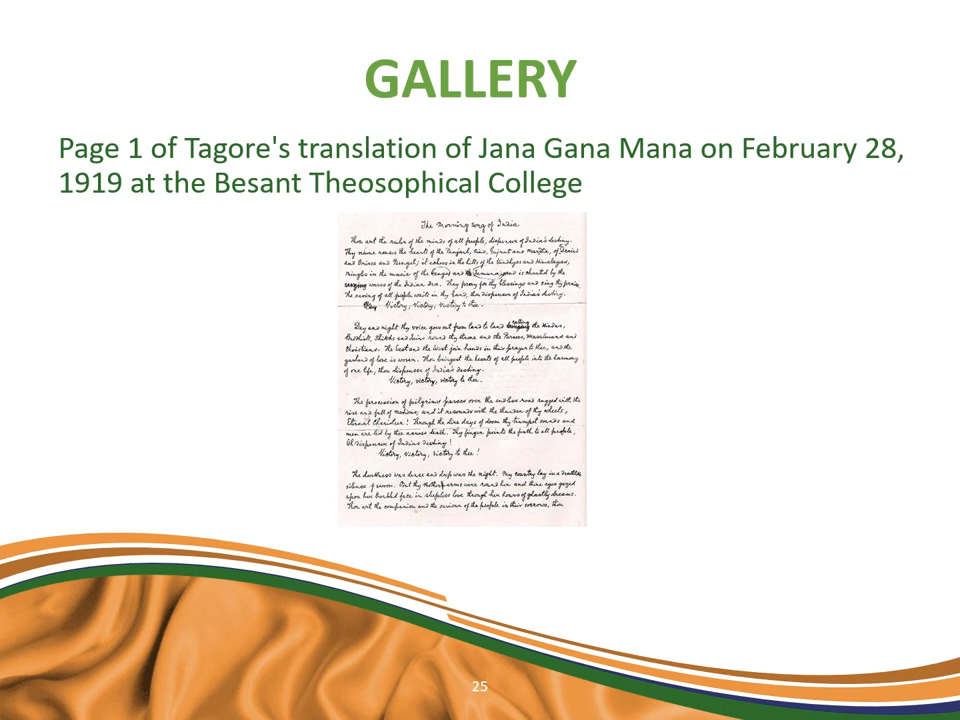 GALLERY
Page 1 of Tagore's translation of Jana Gana Mana on February 28,
1919 at the Besant Theosophical College
The Morning song of India
Thou art the ruler of the minds of all people, dispenser of India's destiny.
Thy name rouses the hearts of the Punjab, Sind, Gujrat and Maratha, of Dravid
and Orissa and Bengal; it echoes in the hills of the Vindhyas and Himalayas,
mingles in the music of the and is chanted by the
waves of the Indian Sea. They pray for thy blessings and sing thy praise
The saving of all people waits in thy hand, thou dispenser of India's destiny.
Victory, Victory, Victory to thee.
Day and night thy voice goes out from land to land calling the Hindus,
Buddhists, Sikhs and Jains round thy throne and the Parsees, Mussalmans and
Christians. The East and the West join hands in their prayer to thee, and the
garland of love is woven. Thou bringest the hearts of all people into the harmony
of one life, thou dispenser of India's destiny.
Victory, victory, victory to thee.
The procession of pilgrims passes over the endless road rugged with the
rise and fall of nations; and it resounds with the thunder of thy wheels,
Eternal Charioteer! Through the dire days of doom thy trumpet sounds and
men are led by thee across death. Thy finger points the path to all people,
Oh dispenser of India's destiny!
Victory, victory, victory to thee!
The darkness was dense and deep was the night. My country lay in a deathlike
silence of swoon. But thy mother arms were round her and thine eyes gazed
upon her troubled face in sleepless love through her hours of ghastly dreams.
Thou art the companion and the saviour of the people in their sorrows, thou
25